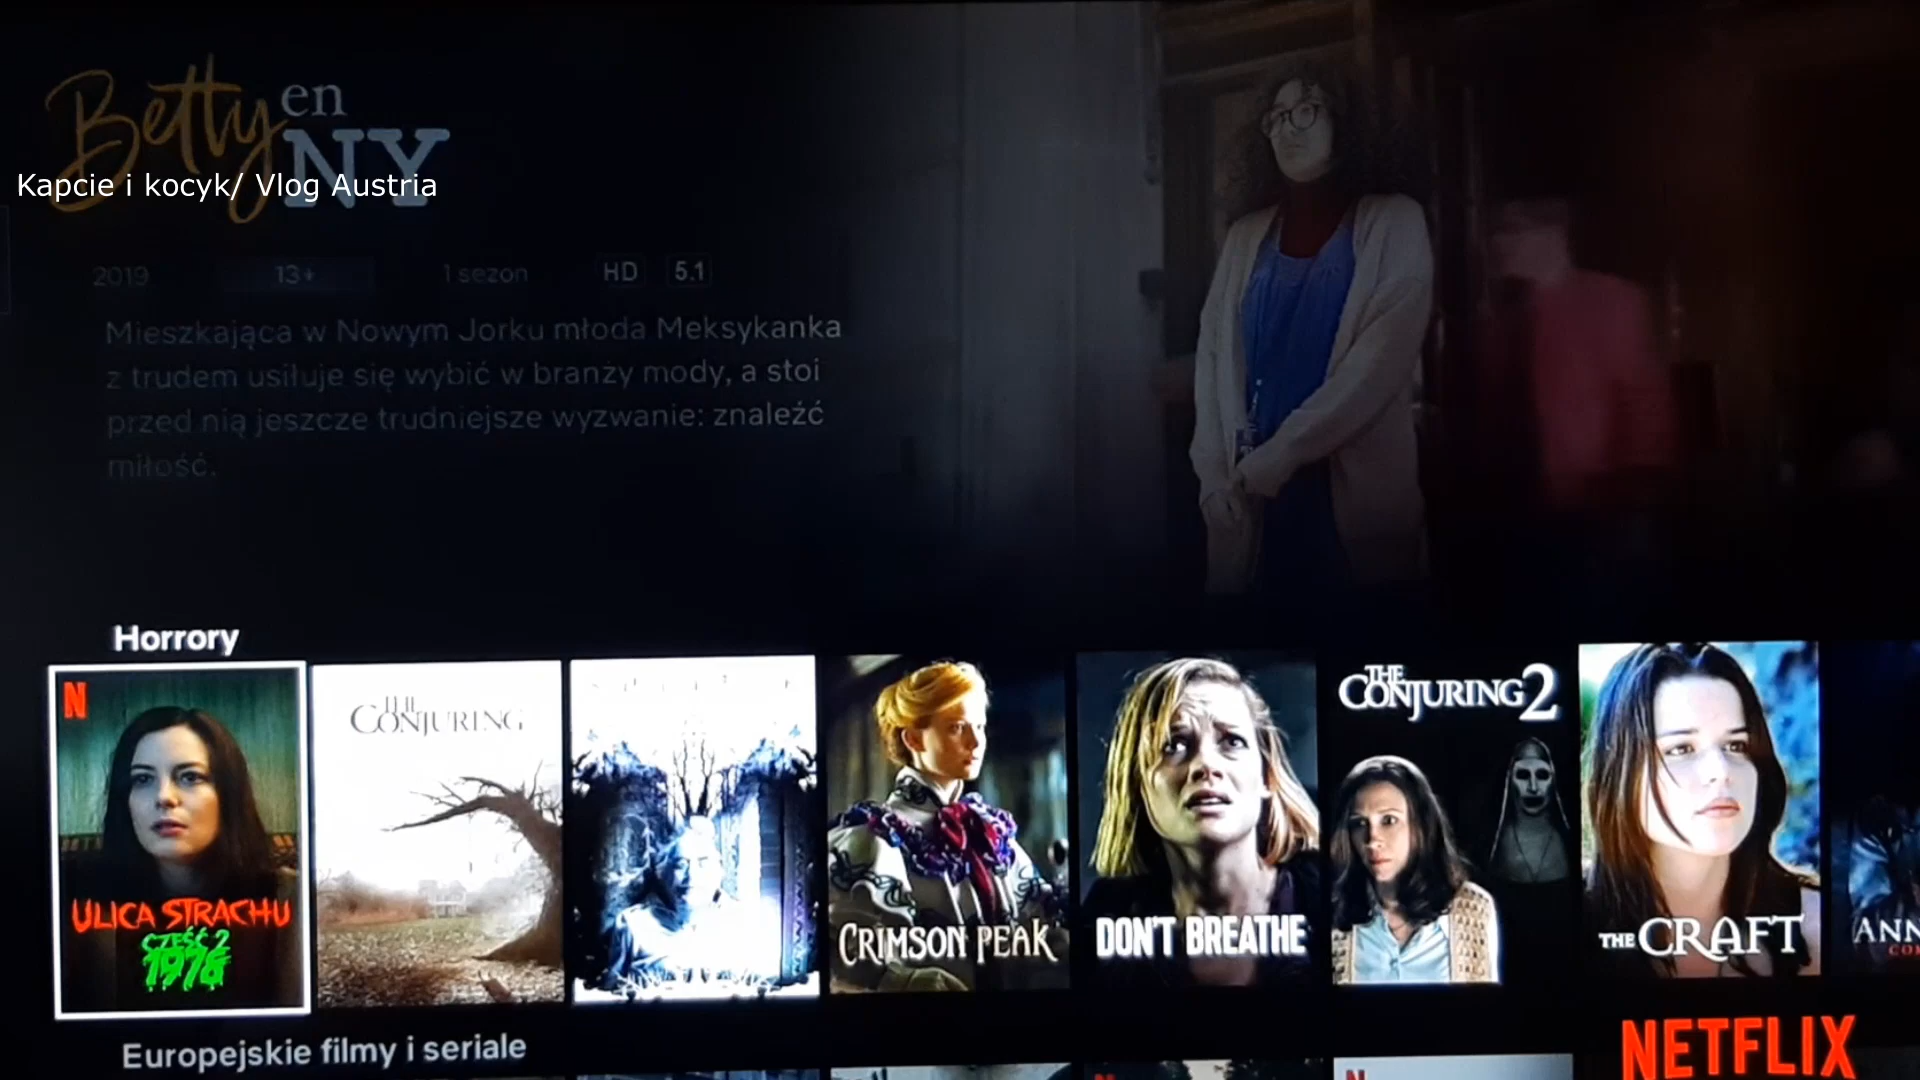 Betty en
NY
Kapcie i kocyk/ Vlog Austria
2019 13+ 1 sezon HD 5.1
Mieszkająca w Nowym Jorku młoda Meksykanka
z trudem usiłuje się wybić w branży mody, a stoi
przed nią jeszcze trudniejsze wyzwanie: znaleźć
miłość.
Horrory
N
ULICA STRACHU
CZĘŚĆ 2
1978
THE
CONJURING
CRIMSON PEAK
DON'T BREATHE
THE
CONJURING 2
THE CRAFT
ANN
Europejskie filmy i seriale
NETFLIX